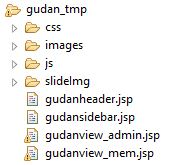 gudan_tmp
css
images
js
slideImg
gudanheader.jsp
gudansidebar.jsp
gudanview_admin.jsp
gudanview_mem.jsp